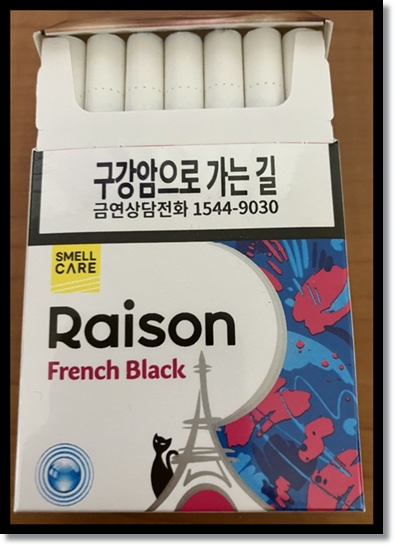 구강암으로 가는 길
금연상담전화 1544-9030
SMELL
CARE
Raison
French Black